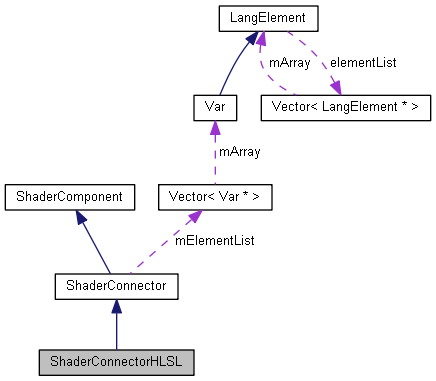 LangElement
mArray
elementList
Var
Vector< LangElement * >
mArray
ShaderComponent
Vector< Var * >
mElementList
ShaderConnector
ShaderConnectorHLSL